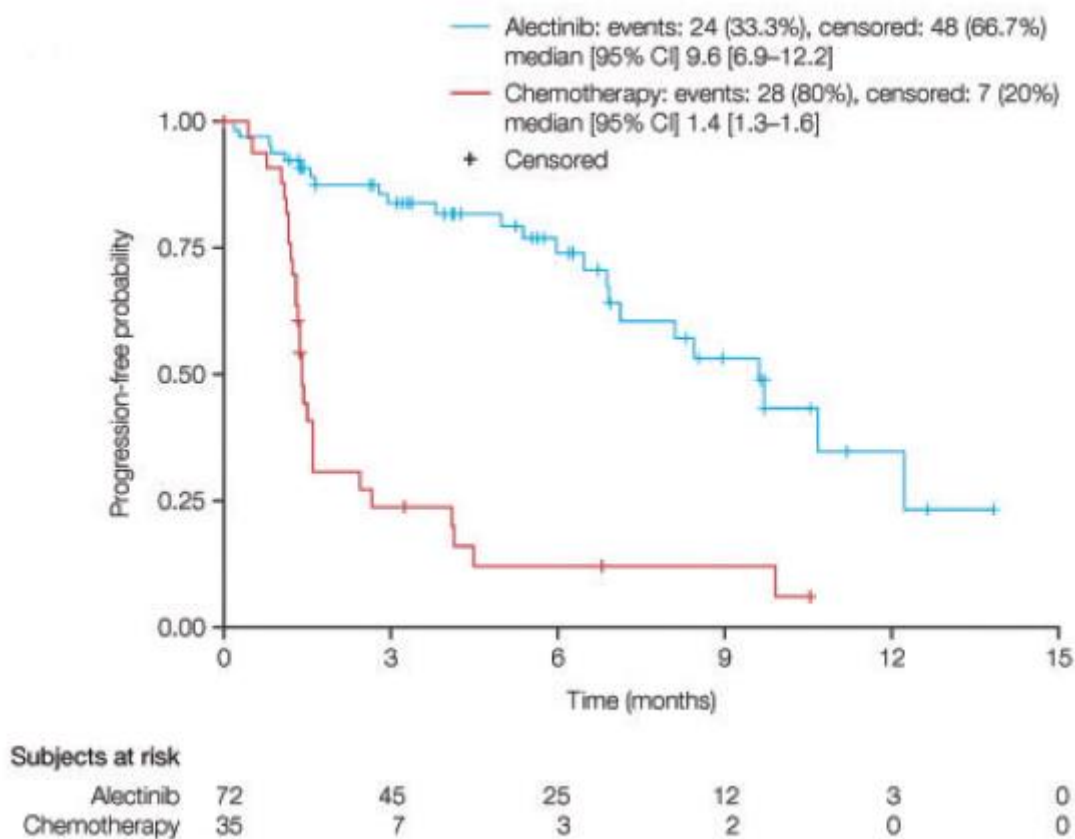 Alectinib: events: 24 (33.3%), censored: 48 (66.7%)
median [95% CI] 9.6 [6.9–12.2]
Chemotherapy: events: 28 (80%), censored: 7 (20%)
median [95% CI] 1.4 [1.3–1.6]
+ Censored
Progression-free probability
1.00
0.75
0.50
0.25
0.00
0 3 6 9 12 15
Time (months)
Subjects at risk
Alectinib 72 45 25 12 3 0
Chemotherapy 35 7 3 2 0 0